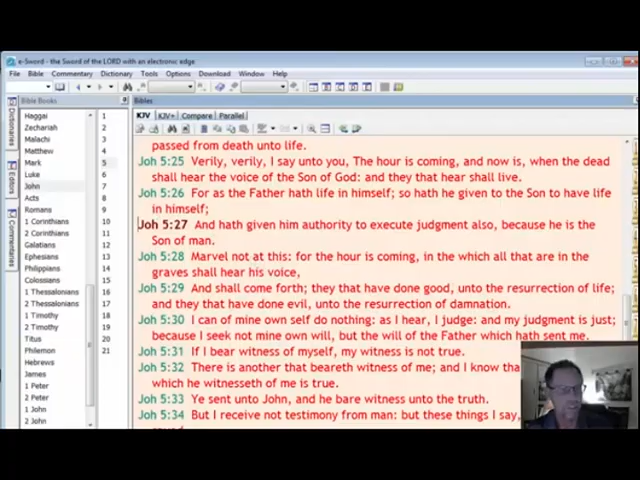 e-Sword - the Sword of the LORD with an electronic edge
File Bible Commentary Dictionary Tools Options Download Window Help
Bible Books
Bibles
Dictionaries
Editors
Commentaries
Haggai 1
Zechariah 2
Malachi 3
Matthew 4
Mark 5
Luke 6
John 7
Acts 8
Romans 9
1 Corinthians 10
2 Corinthians 11
Galatians 12
Ephesians 13
Philippians 14
Colossians 15
1 Thessalonians 16
2 Thessalonians 17
1 Timothy 18
2 Timothy 19
Titus 20
Philemon 21
Hebrews
James
1 Peter
2 Peter
1 John
2 John
KJV KJV+ Compare Parallel
passed from death unto life.
Joh 5:25 Verily, verily, I say unto you, The hour is coming, and now is, when the dead
shall hear the voice of the Son of God: and they that hear shall live.
Joh 5:26 For as the Father hath life in himself; so hath he given to the Son to have life
in himself;
Joh 5:27 And hath given him authority to execute judgment also, because he is the
Son of man.
Joh 5:28 Marvel not at this: for the hour is coming, in the which all that are in the
graves shall hear his voice,
Joh 5:29 And shall come forth; they that have done good, unto the resurrection of life;
and they that have done evil, unto the resurrection of damnation.
Joh 5:30 I can of mine own self do nothing: as I hear, I judge: and my judgment is just;
because I seek not mine own will, but the will of the Father which hath sent me.
Joh 5:31 If I bear witness of myself, my witness is not true.
Joh 5:32 There is another that beareth witness of me; and I know tha
which he witnesseth of me is true.
Joh 5:33 Ye sent unto John, and he bare witness unto the truth.
Joh 5:34 But I receive not testimony from man: but these things I say,